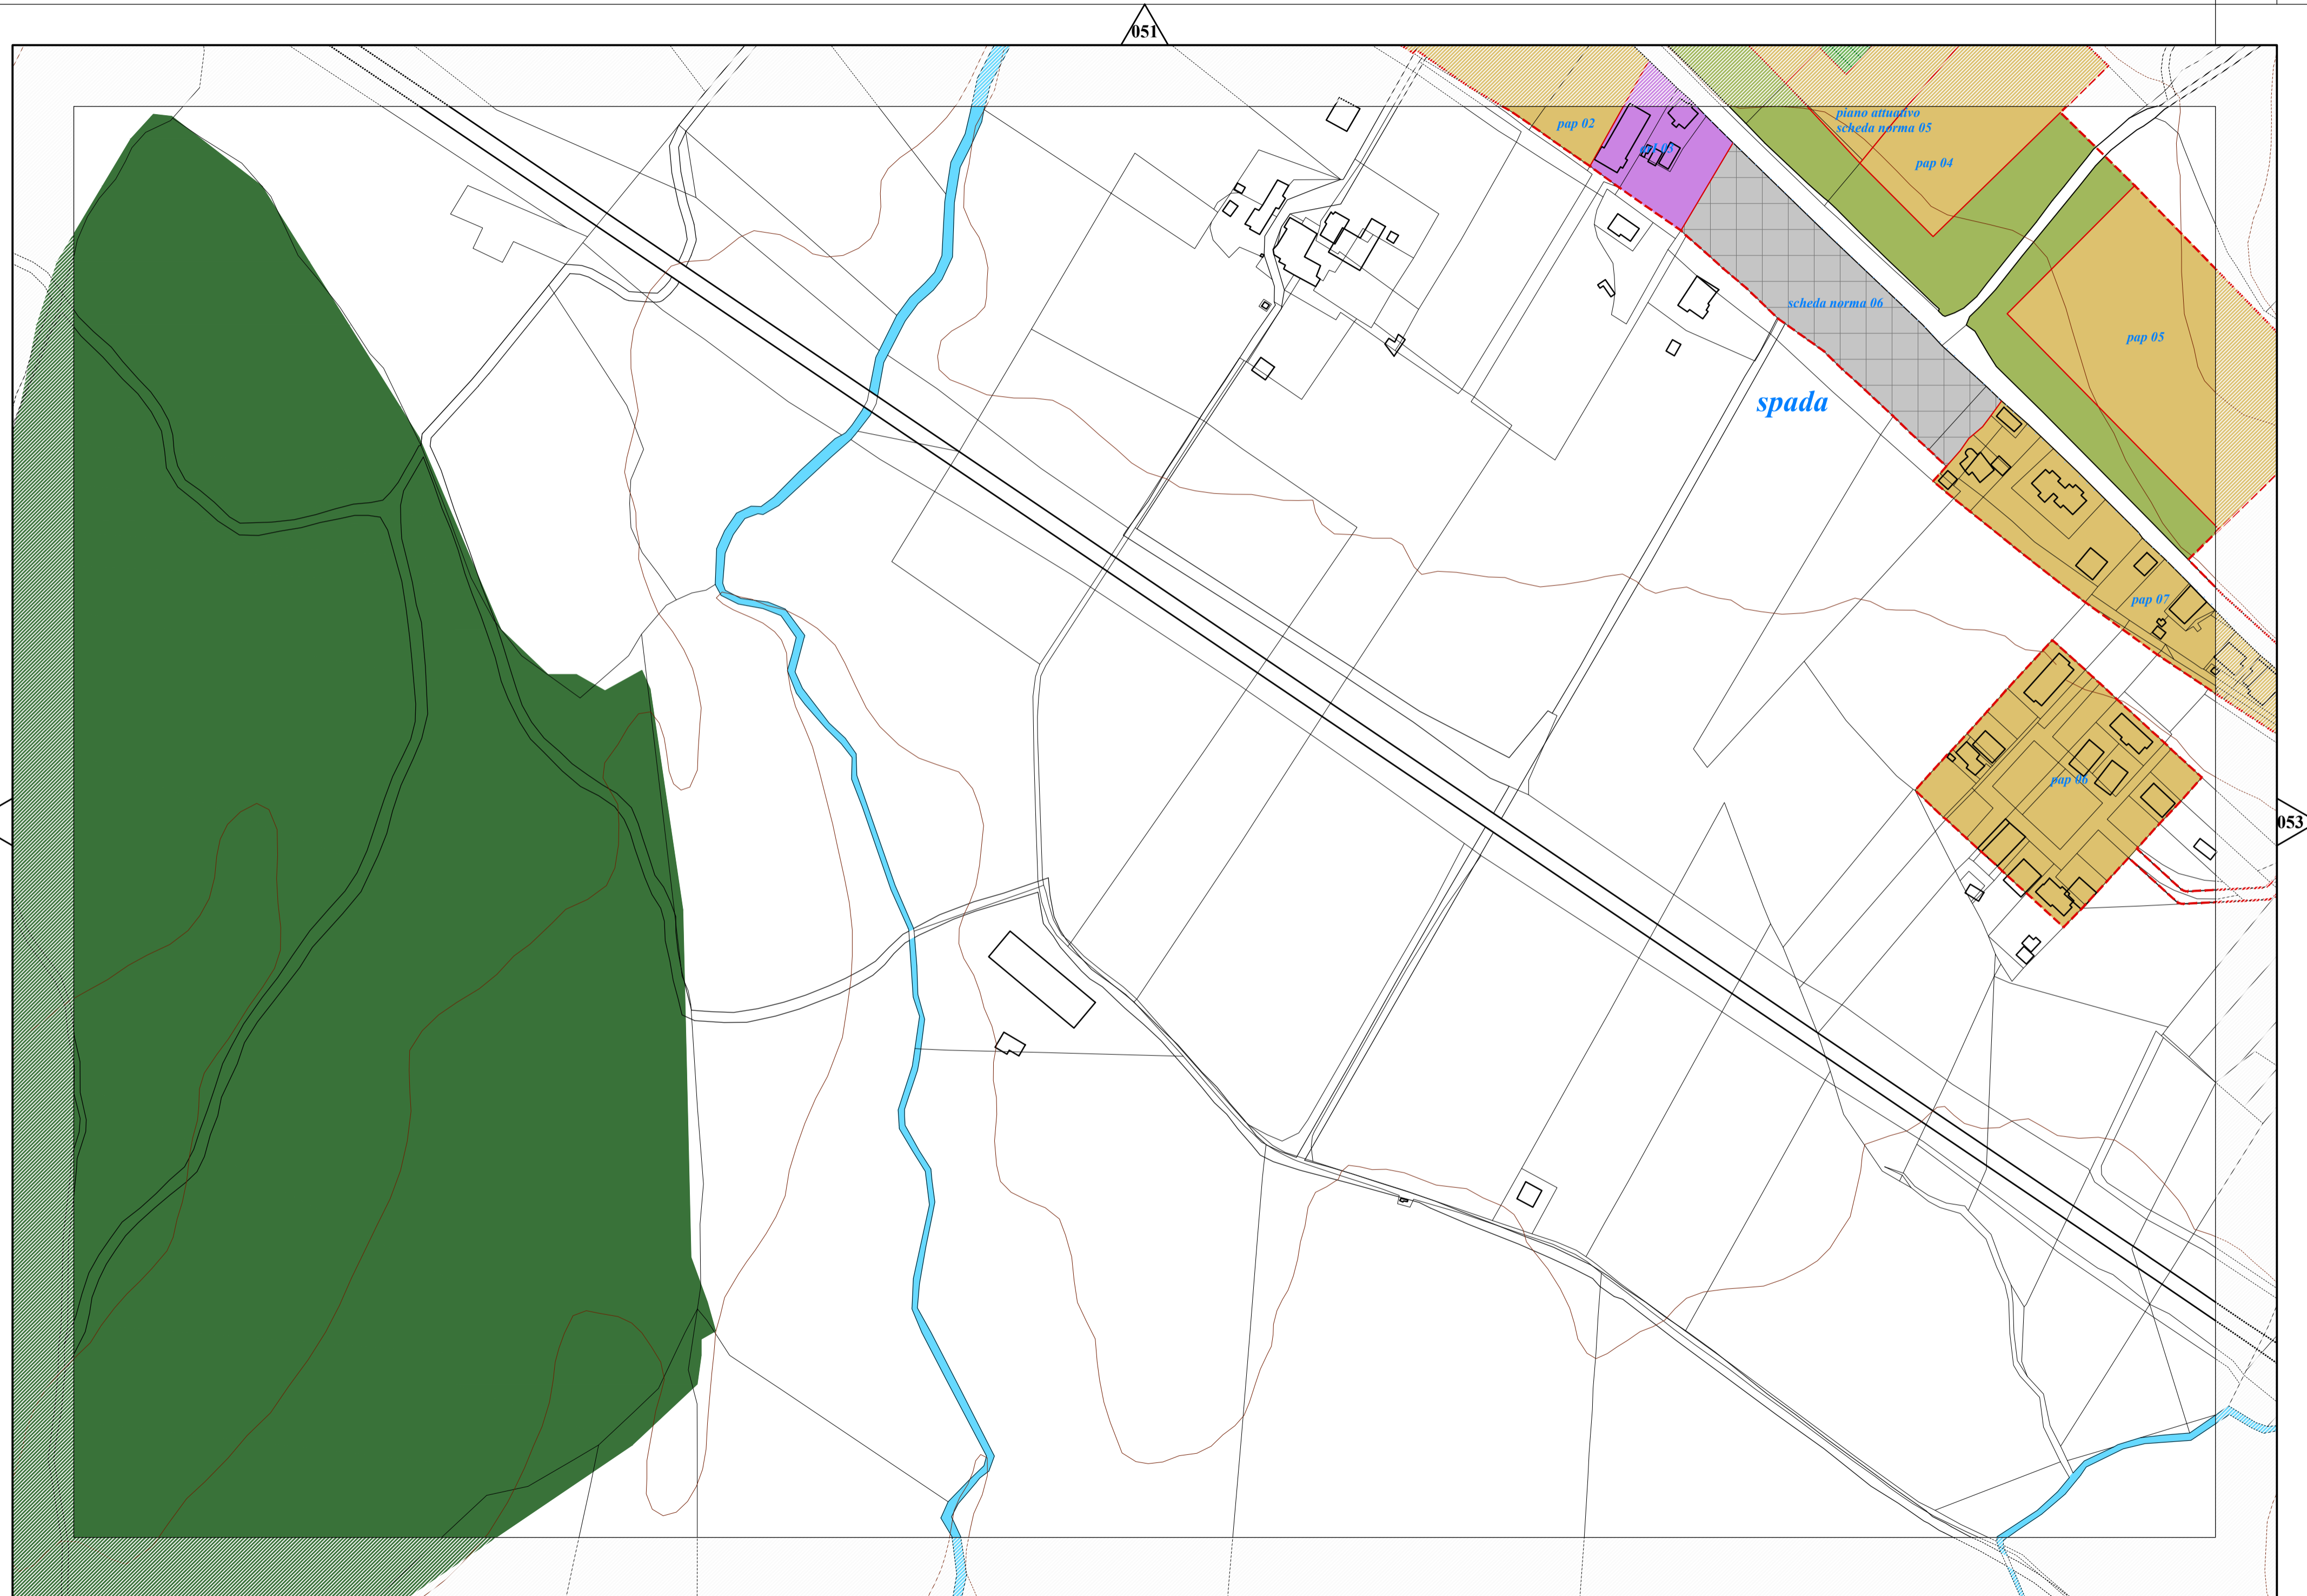 051
piano attuativo
scheda norma 05
pap 02
pap 04
scheda norma 06
pap 05
spada
pap 07
pap 06
053